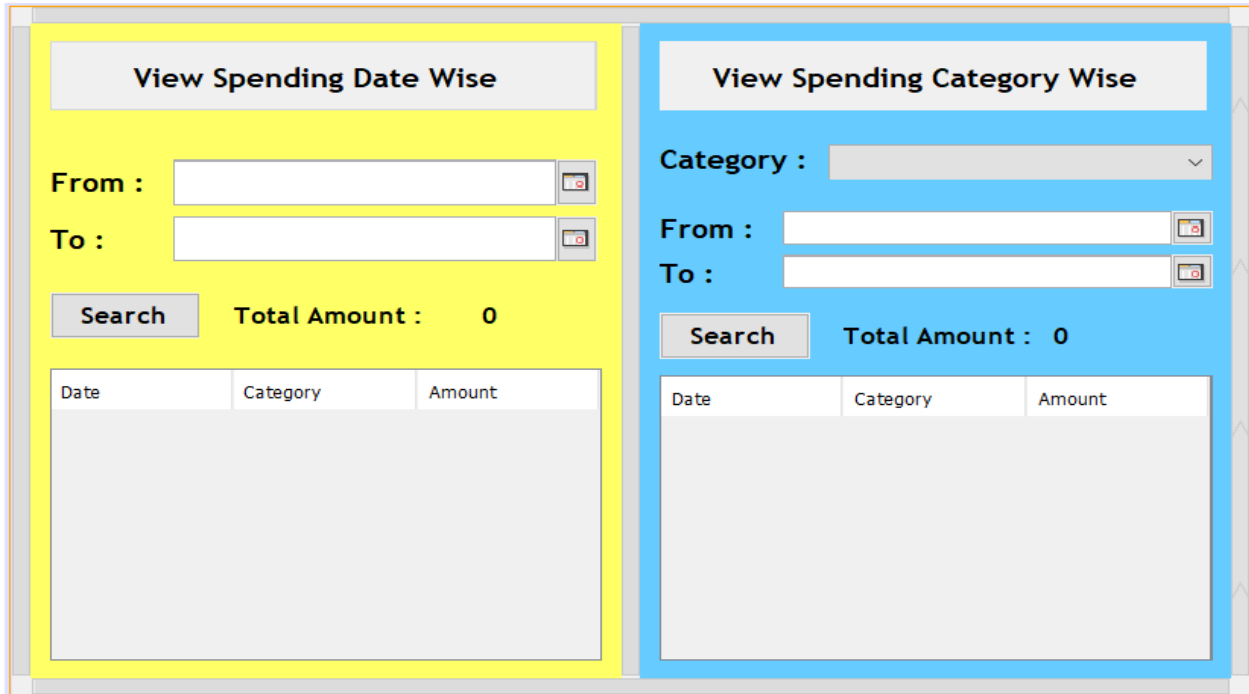 View Spending Date Wise
From :
To :
Search Total Amount : 0
Date Category Amount
View Spending Category Wise
Category :
From :
To :
Search Total Amount : 0
Date Category Amount